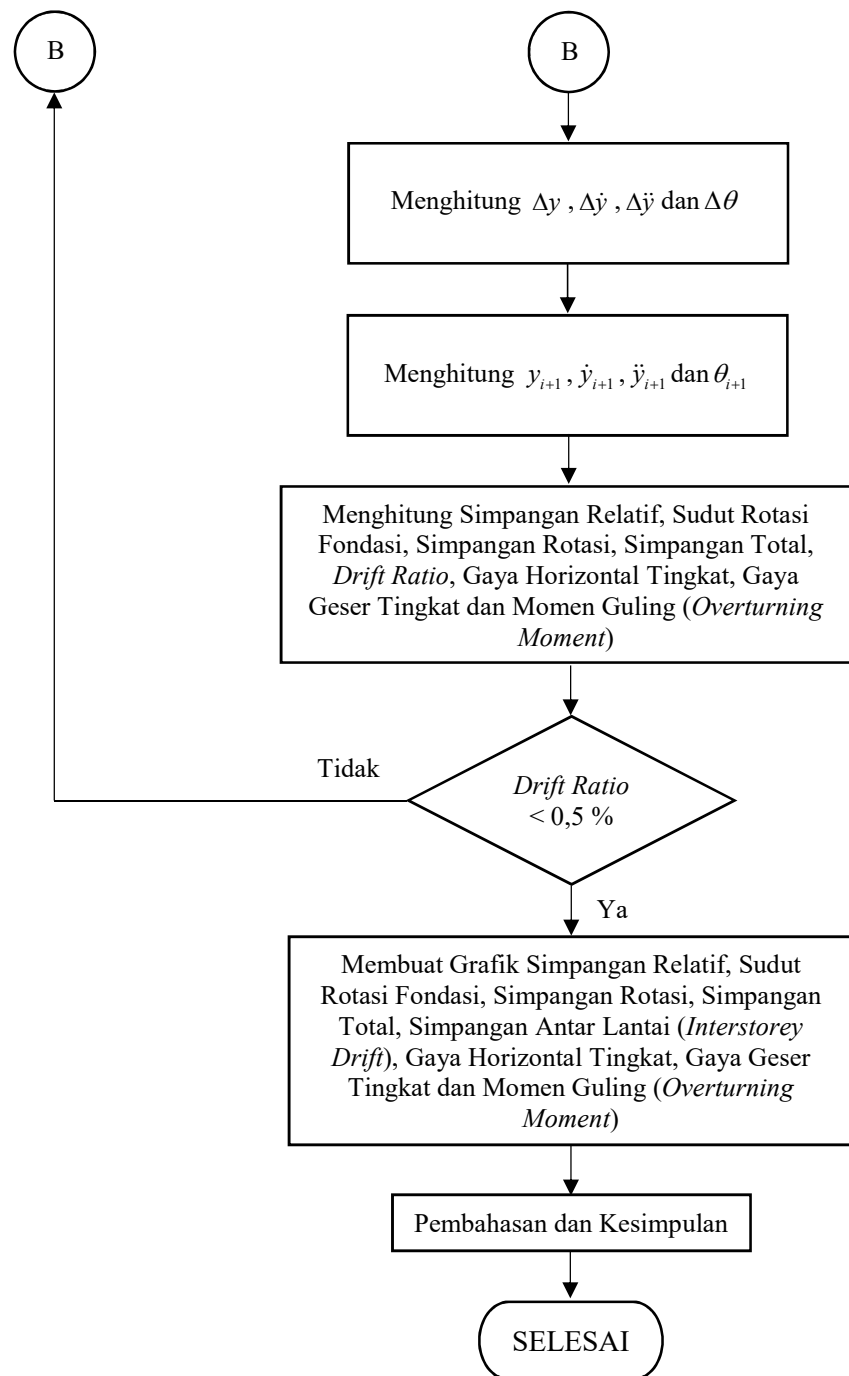 B
B
Menghitung Δy , Δẏ , Δÿ dan Δθ
Menghitung yᵢ₊₁ , ẏᵢ₊₁ , ÿᵢ₊₁ dan θᵢ₊₁
Menghitung Simpangan Relatif, Sudut Rotasi
Fondasi, Simpangan Rotasi, Simpangan Total,
Drift Ratio, Gaya Horizontal Tingkat, Gaya
Geser Tingkat dan Momen Guling (Overturning
Moment)
Tidak
Drift Ratio
< 0,5 %
Ya
Membuat Grafik Simpangan Relatif, Sudut
Rotasi Fondasi, Simpangan Rotasi, Simpangan
Total, Simpangan Antar Lantai (Interstorey
Drift), Gaya Horizontal Tingkat, Gaya Geser
Tingkat dan Momen Guling (Overturning
Moment)
Pembahasan dan Kesimpulan
SELESAI